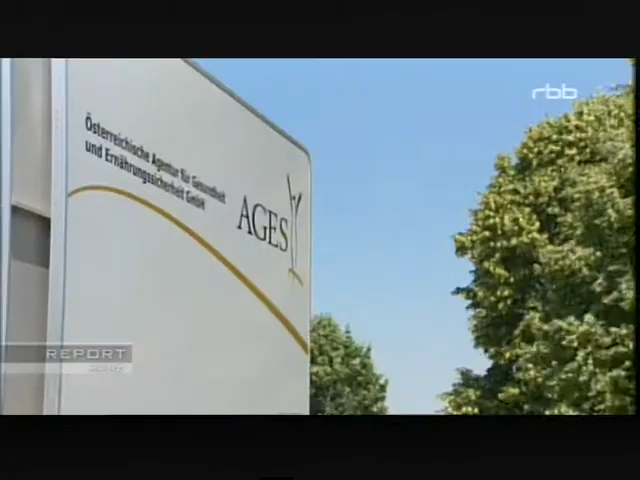 rbb
Österreichische Agentur für Gesundheit
und Ernährungssicherheit GmbH
AGES
REPORT